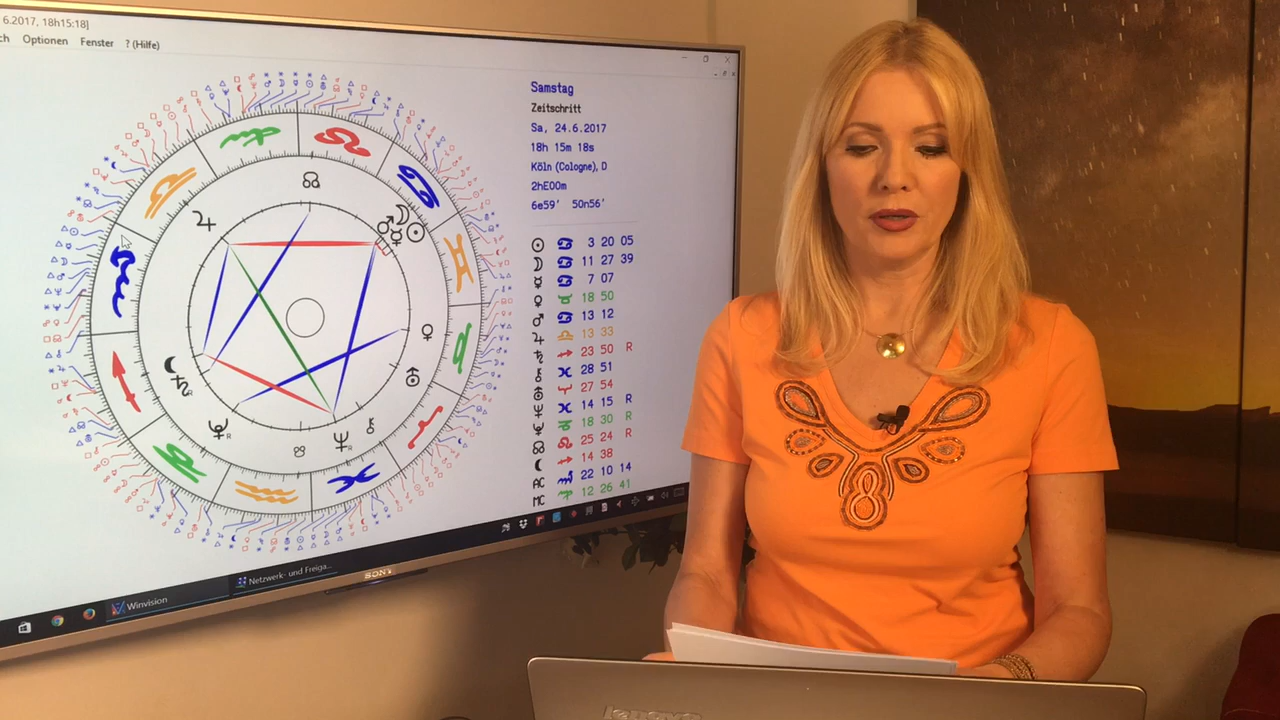 6.2017, 18h15:18]
ch Optionen Fenster ? (Hilfe)
Samstag
Zeitschritt
Sa, 24.6.2017
18h 15m 18s
Köln (Cologne), D
2hE00m
6e59' 50n56'
☉ ♋ 3 20 05
☽ ♋ 11 27 39
☿ ♋ 7 07
♀ ♉ 18 50
♂ ♋ 13 12
♃ ♎ 13 33
♄ ♐ 23 50 R
⚷ ♓ 28 51
♅ ♈ 27 54
♆ ♓ 14 15 R
♇ ♑ 18 30 R
☊ ♌ 25 24 R
⚸ ♐ 14 38
AC ♏ 22 10 14
MC ♍ 12 26 41
Winvision
Netzwerk- und Freiga...
SONY
lenovo